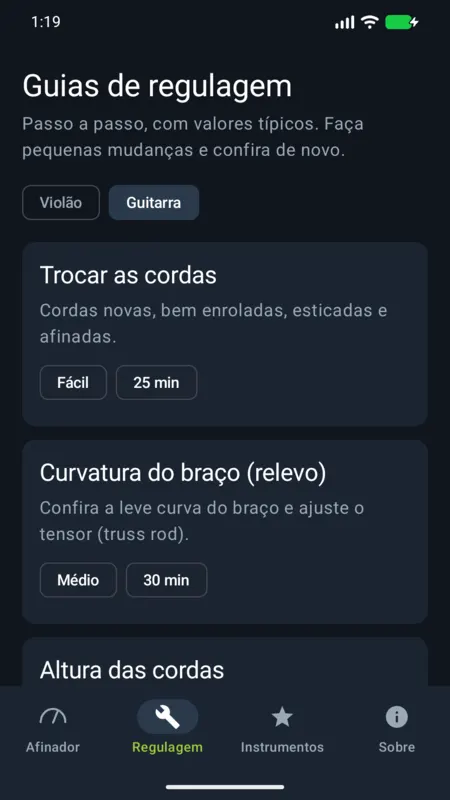 1:19
Guias de regulagem
Passo a passo, com valores típicos. Faça
pequenas mudanças e confira de novo.
Violão
Guitarra
Trocar as cordas
Cordas novas, bem enroladas, esticadas e
afinadas.
Fácil
25 min
Curvatura do braço (relevo)
Confira a leve curva do braço e ajuste o
tensor (truss rod).
Médio
30 min
Altura das cordas
Afinador
Regulagem
Instrumentos
Sobre